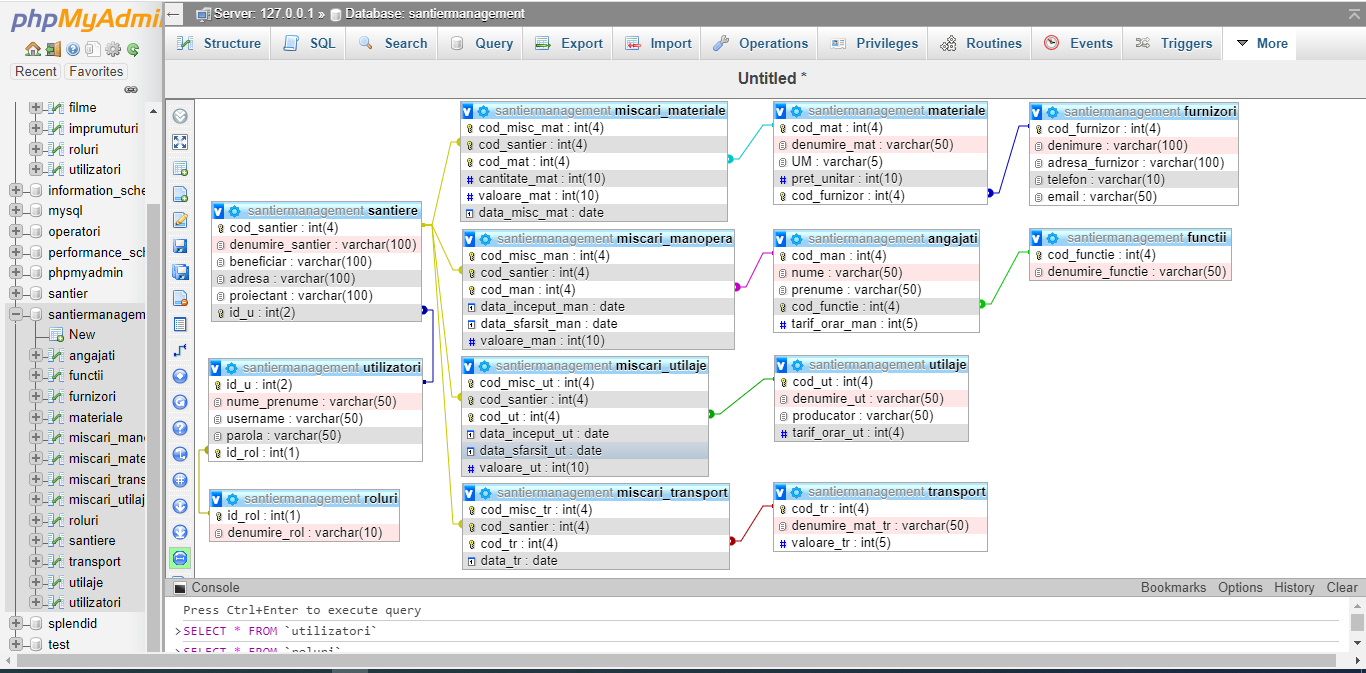 phpMyAdmi
Server: 127.0.0.1 » Database: santiermanagement
Structure SQL Search Query Export Import Operations Privileges Routines Events Triggers More
Recent Favorites
filme
imprumuturi
roluri
utilizatori
information_sche
mysql
operatori
performance_sch
phpmyadmin
santier
santiermanagem
New
angajati
functii
furnizori
materiale
miscari_man
miscari_mate
miscari_trans
miscari_utilaj
roluri
santiere
transport
utilaje
utilizatori
splendid
test
Untitled *
santiermanagement santiere
cod_santier : int(4)
denumire_santier : varchar(100)
beneficiar : varchar(100)
adresa : varchar(100)
proiectant : varchar(100)
id_u : int(2)
santiermanagement utilizatori
id_u : int(2)
nume_prenume : varchar(50)
username : varchar(50)
parola : varchar(50)
id_rol : int(1)
santiermanagement roluri
id_rol : int(1)
denumire_rol : varchar(10)
santiermanagement miscari_materiale
cod_misc_mat : int(4)
cod_santier : int(4)
cod_mat : int(4)
# cantitate_mat : int(10)
# valoare_mat : int(10)
data_misc_mat : date
santiermanagement miscari_manopera
cod_misc_man : int(4)
cod_santier : int(4)
cod_man : int(4)
data_inceput_man : date
data_sfarsit_man : date
# valoare_man : int(10)
santiermanagement miscari_utilaje
cod_misc_ut : int(4)
cod_santier : int(4)
cod_ut : int(4)
data_inceput_ut : date
data_sfarsit_ut : date
# valoare_ut : int(10)
santiermanagement miscari_transport
cod_misc_tr : int(4)
cod_santier : int(4)
cod_tr : int(4)
data_tr : date
santiermanagement materiale
cod_mat : int(4)
denumire_mat : varchar(50)
UM : varchar(5)
# pret_unitar : int(10)
cod_furnizor : int(4)
santiermanagement angajati
cod_man : int(4)
nume : varchar(50)
prenume : varchar(50)
cod_functie : int(4)
# tarif_orar_man : int(5)
santiermanagement utilaje
cod_ut : int(4)
denumire_ut : varchar(50)
producator : varchar(50)
# tarif_orar_ut : int(4)
santiermanagement transport
cod_tr : int(4)
denumire_mat_tr : varchar(50)
# valoare_tr : int(5)
santiermanagement furnizori
cod_furnizor : int(4)
denimure : varchar(100)
adresa_furnizor : varchar(100)
telefon : varchar(10)
email : varchar(50)
santiermanagement functii
cod_functie : int(4)
denumire_functie : varchar(50)
Console Bookmarks Options History Clear
Press Ctrl+Enter to execute query
>SELECT * FROM `utilizatori`
>SELECT * FROM `roluri`